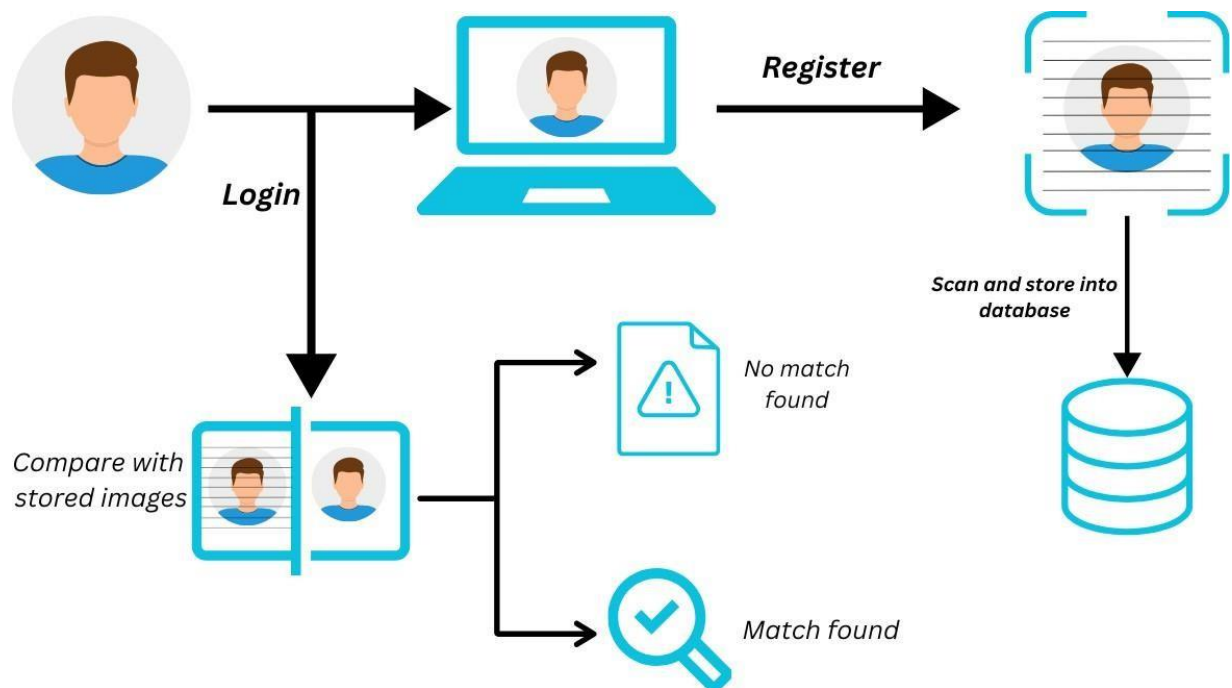 Register
Login
Scan and store into
database
No match
found
Compare with
stored images
Match found